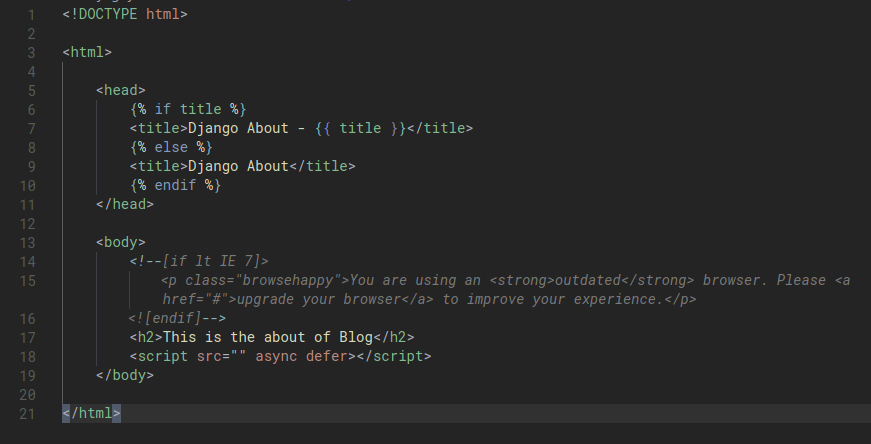 1 <!DOCTYPE html>
2
3 <html>
4
5 <head>
6 {% if title %}
7 <title>Django About - {{ title }}</title>
8 {% else %}
9 <title>Django About</title>
10 {% endif %}
11 </head>
12
13 <body>
14 <!--[if lt IE 7]>
15 <p class="browsehappy">You are using an <strong>outdated</strong> browser. Please <a
href="#">upgrade your browser</a> to improve your experience.</p>
16 <![endif]-->
17 <h2>This is the about of Blog</h2>
18 <script src="" async defer></script>
19 </body>
20
21 </html>